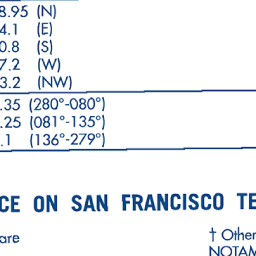 8.95 (N)
4.1 (E)
0.8 (S)
7.2 (W)
3.2 (NW)
.35 (280°-080°)
.25 (081°-135°)
.1 (136°-279°)
CE ON SAN FRANCISCO TE
are
† Other
NOTAM